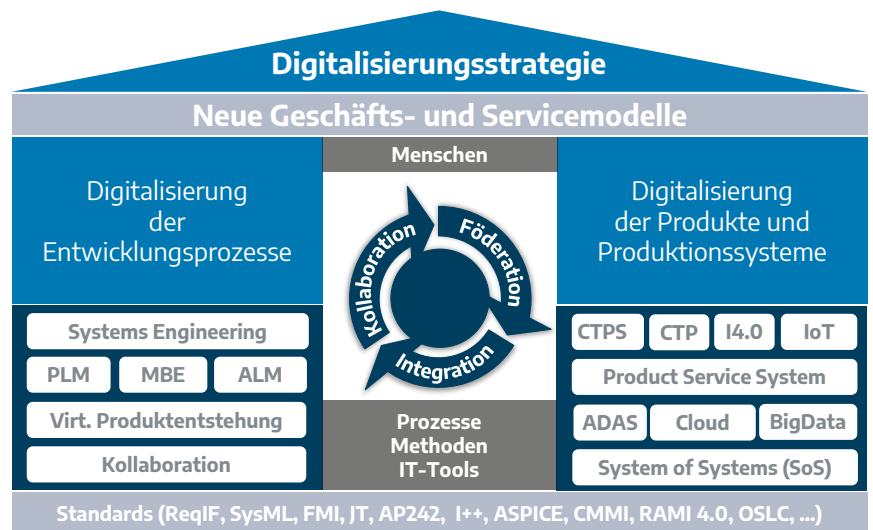 Digitalisierungsstrategie
Neue Geschäfts- und Servicemodelle
Digitalisierung
der
Entwicklungsprozesse
Systems Engineering
PLM MBE ALM
Virt. Produktentstehung
Kollaboration
Menschen
Kollaboration
Föderation
Integration
Prozesse
Methoden
IT-Tools
Digitalisierung
der Produkte und
Produktionssysteme
CTPS CTP I4.0 IoT
Product Service System
ADAS Cloud BigData
System of Systems (SoS)
Standards (ReqIF, SysML, FMI, JT, AP242, I++, ASPICE, CMMI, RAMI 4.0, OSLC, ...)